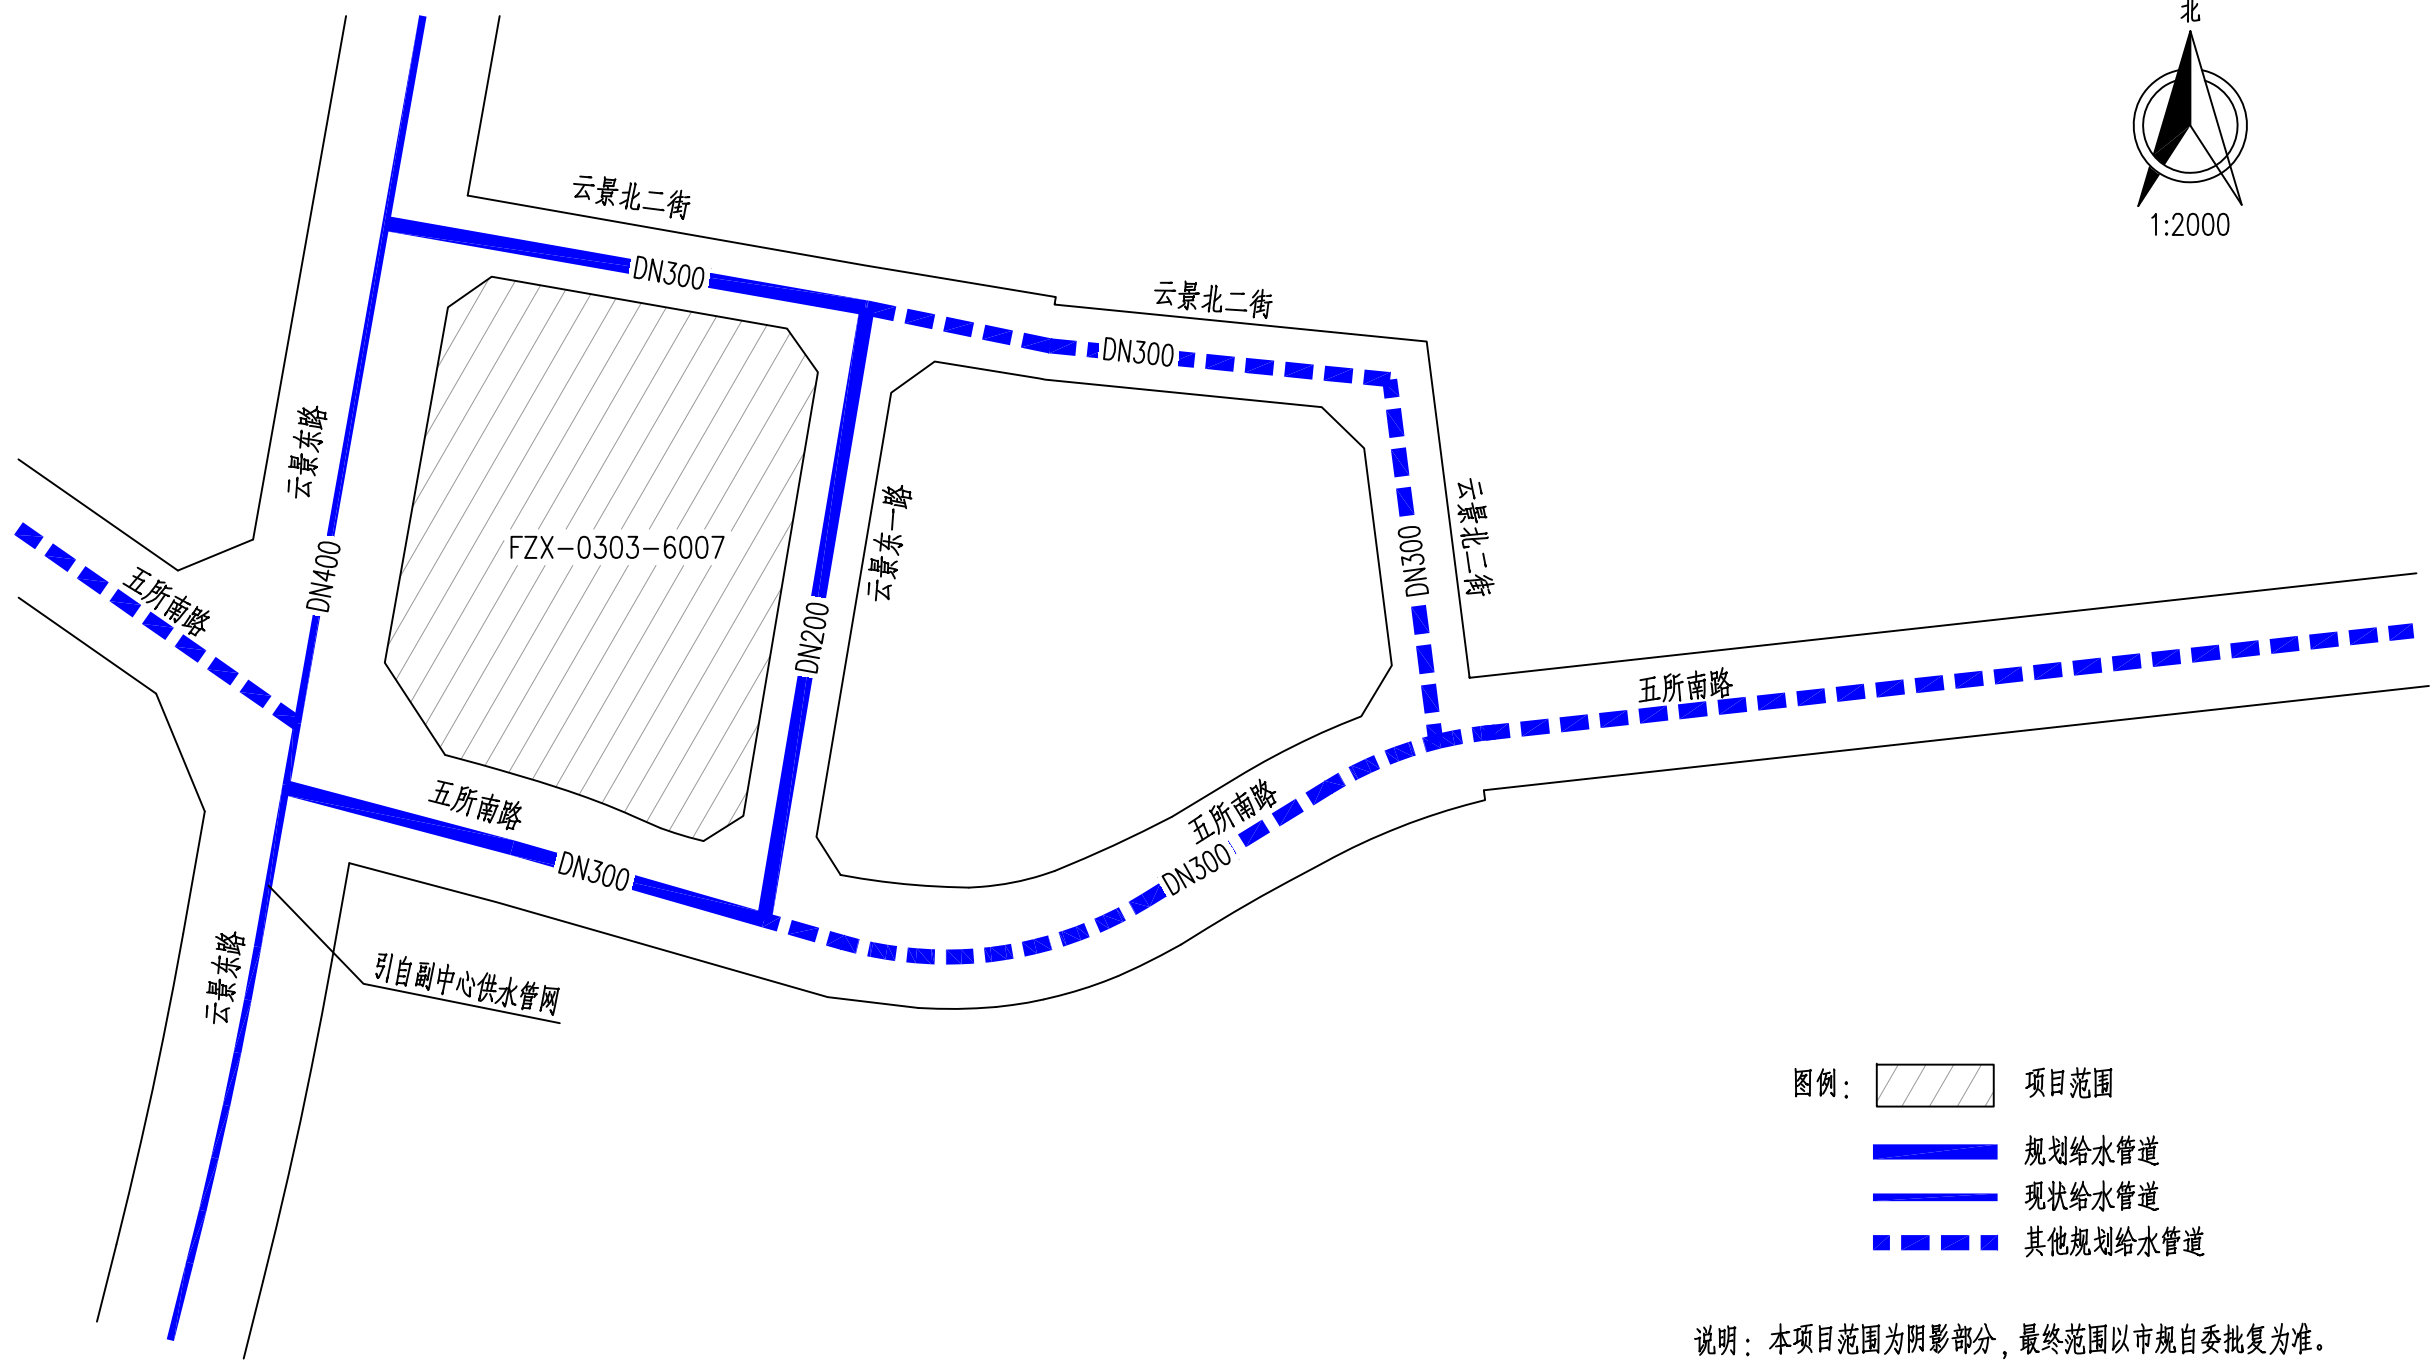 北
1:2000
云景北二街
DN300
云景北二街
DN300
云景东路
DN400
FZX-0303-6007
云景东一路
DN200
云景北二街
DN300
五所南路
五所南路
五所南路
DN300
五所南路
DN300
云景东路
引自副中心供水管网
图例：
项目范围
规划给水管道
现状给水管道
其他规划给水管道
说明：本项目范围为阴影部分，最终范围以市规自委批复为准。